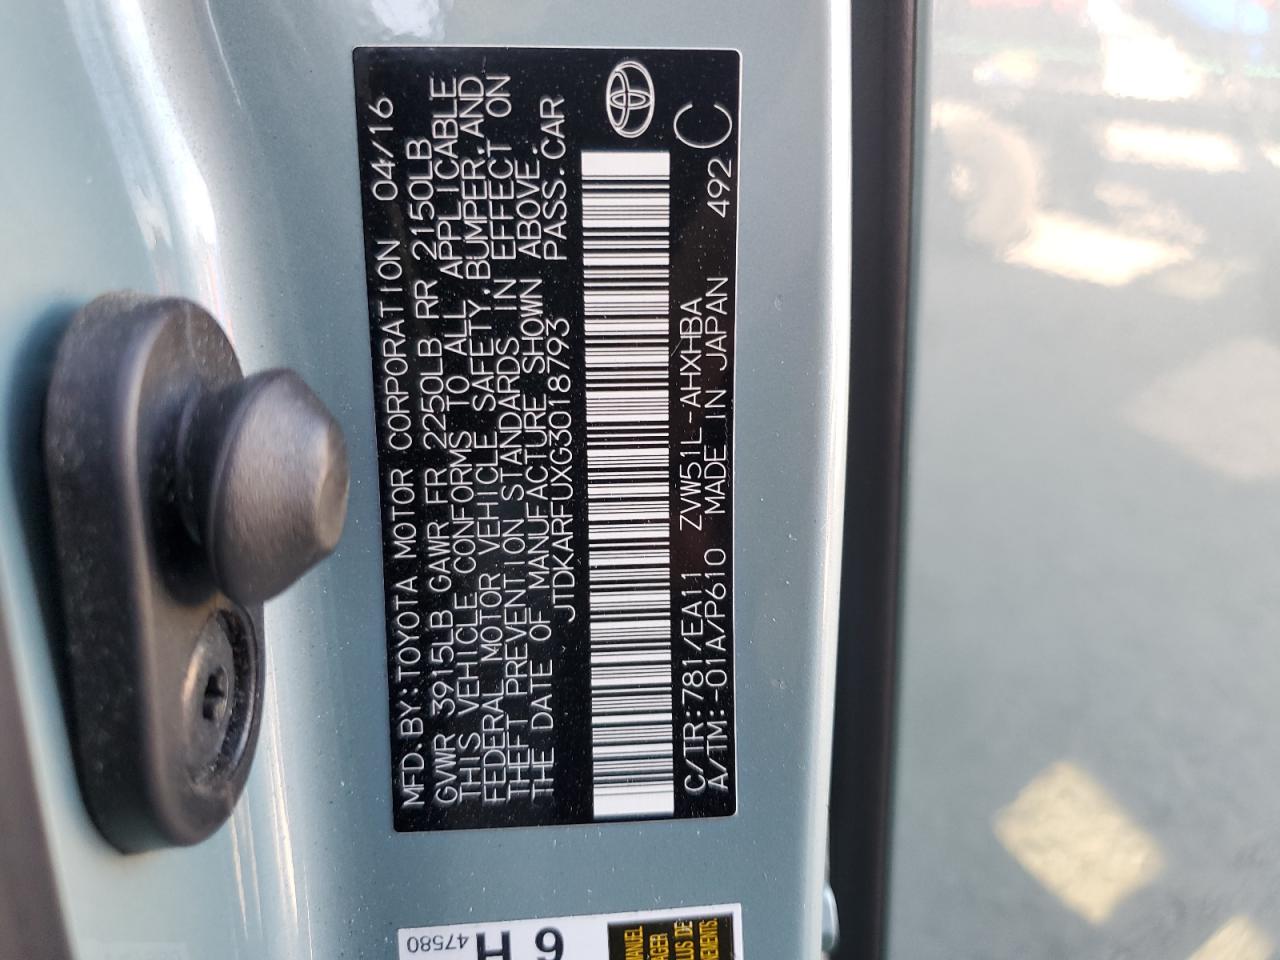 MFD.BY:TOYOTA MOTOR CORPORATION 04/16
GVWR 3915LB GAWR FR 2250LB RR 2150LB
THIS VEHICLE CONFORMS TO ALL APPLICABLE
FEDERAL MOTOR VEHICLE SAFETY,BUMPER,AND
THEFT PREVENTION STANDARDS IN EFFECT ON
THE DATE OF MANUFACTURE SHOWN ABOVE.
JTDKARFUXG3018793 PASS.CAR
C/TR:781/EA11 ZVW51L-AHXHBA C
A/TM:-01A/P610 MADE IN JAPAN 492
47580
H 6
MANUEL